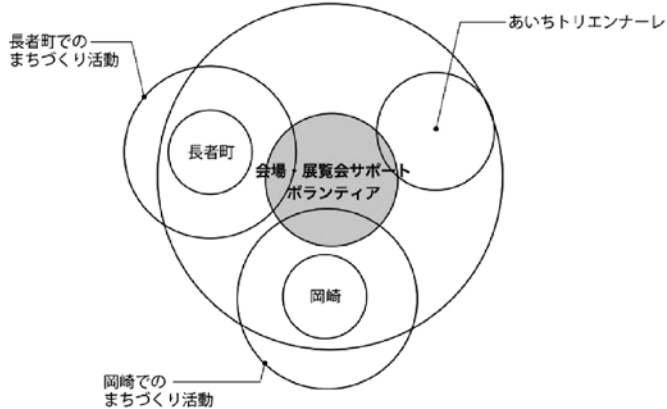 長者町での
まちづくり活動
あいちトリエンナーレ
長者町
会場・展覧会サポート
ボランティア
岡崎
岡崎での
まちづくり活動